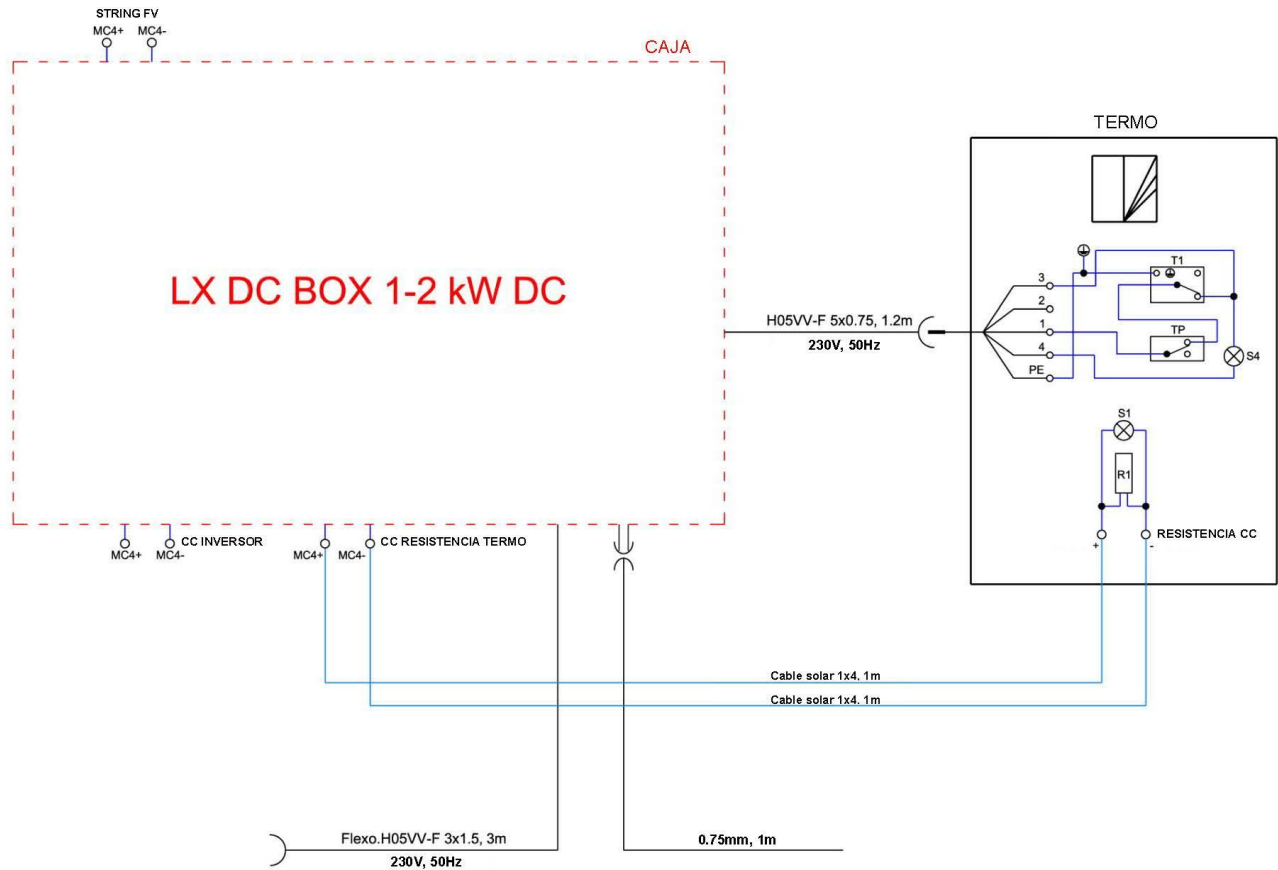 STRING FV
MC4+ MC4-
CAJA
LX DC BOX 1-2 kW DC
TERMO
3
2
1
4
PE
T1
TP
S4
H05VV-F 5x0.75, 1.2m
230V, 50Hz
S1
R1
+ - RESISTENCIA CC
MC4+ MC4- CC INVERSOR
MC4+ MC4- CC RESISTENCIA TERMO
Cable solar 1x4. 1m
Cable solar 1x4. 1m
Flexo.H05VV-F 3x1.5, 3m
230V, 50Hz
0.75mm, 1m